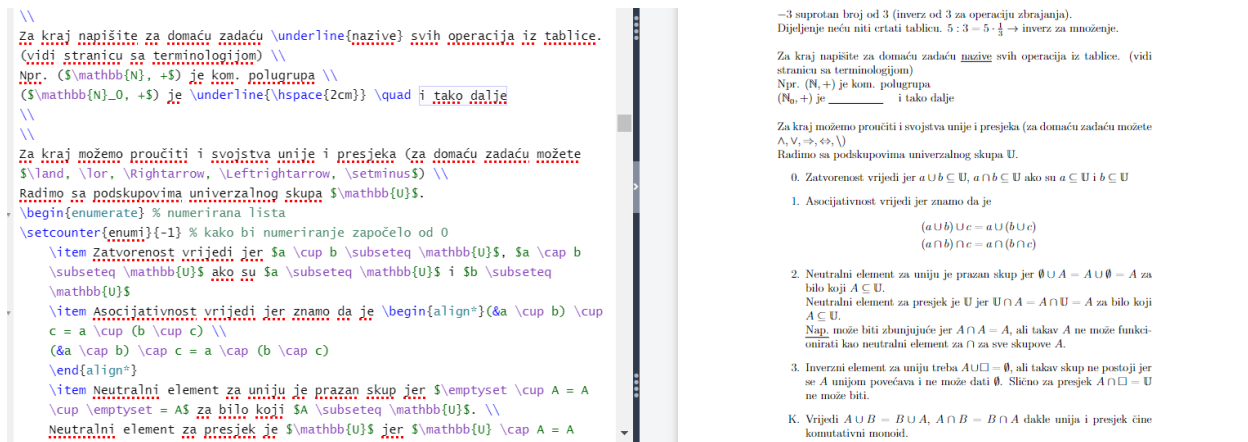 \\
Za kraj napišite za domaću zadaću \underline{nazive} svih operacija iz tablice.
(vidi stranicu sa terminologijom) \\
Npr. ($\mathbb{N}, +$) je kom. polugrupa \\
($\mathbb{N}_0, +$) je \underline{\hspace{2cm}} \quad i tako dalje
\\
\\
Za kraj možemo proučiti i svojstva unije i presjeka (za domaću zadaću možete
$\land, \lor, \Rightarrow, \Leftrightarrow, \setminus$) \\
Radimo sa podskupovima univerzalnog skupa $\mathbb{U}$.
\begin{enumerate} % numerirana lista
\setcounter{enumi}{-1} % kako bi numeriranje započelo od 0
\item Zatvorenost vrijedi jer $a \cup b \subseteq \mathbb{U}$, $a \cap b
\subseteq \mathbb{U}$ ako su $a \subseteq \mathbb{U}$ i $b \subseteq
\mathbb{U}$
\item Asocijativnost vrijedi jer znamo da je \begin{align*}(&a \cup b) \cup
c = a \cup (b \cup c) \\
(&a \cap b) \cap c = a \cap (b \cap c)
\end{align*}
\item Neutralni element za uniju je prazan skup jer $\emptyset \cup A = A
\cup \emptyset = A$ za bilo koji $A \subseteq \mathbb{U}$. \\
Neutralni element za presjek je $\mathbb{U}$ jer $\mathbb{U} \cap A = A
−3 suprotan broj od 3 (inverz od 3 za operaciju zbrajanja).
Dijeljenje neću niti crtati tablicu. 5 : 3 = 5 · 1/3 → inverz za množenje.
Za kraj napišite za domaću zadaću nazive svih operacija iz tablice. (vidi
stranicu sa terminologijom)
Npr. (ℕ, +) je kom. polugrupa
(ℕ₀, +) je ________ i tako dalje
Za kraj možemo proučiti i svojstva unije i presjeka (za domaću zadaću možete
∧, ∨, ⇒, ⇔, \)
Radimo sa podskupovima univerzalnog skupa 𝕌.
0. Zatvorenost vrijedi jer a ∪ b ⊆ 𝕌, a ∩ b ⊆ 𝕌 ako su a ⊆ 𝕌 i b ⊆ 𝕌
1. Asocijativnost vrijedi jer znamo da je
(a ∪ b) ∪ c = a ∪ (b ∪ c)
(a ∩ b) ∩ c = a ∩ (b ∩ c)
2. Neutralni element za uniju je prazan skup jer ∅ ∪ A = A ∪ ∅ = A za
bilo koji A ⊆ 𝕌.
Neutralni element za presjek je 𝕌 jer 𝕌 ∩ A = A ∩ 𝕌 = A za bilo koji
A ⊆ 𝕌.
Nap. može biti zbunjujuće jer A ∩ A = A, ali takav A ne može funkci-
onirati kao neutralni element za ∩ za sve skupove A.
3. Inverzni element za uniju treba A ∪ □ = ∅, ali takav skup ne postoji jer
se A unijom povećava i ne može dati ∅. Slično za presjek A ∩ □ = 𝕌
ne može biti.
K. Vrijedi A ∪ B = B ∪ A, A ∩ B = B ∩ A dakle unija i presjek čine
komutativni monoid.